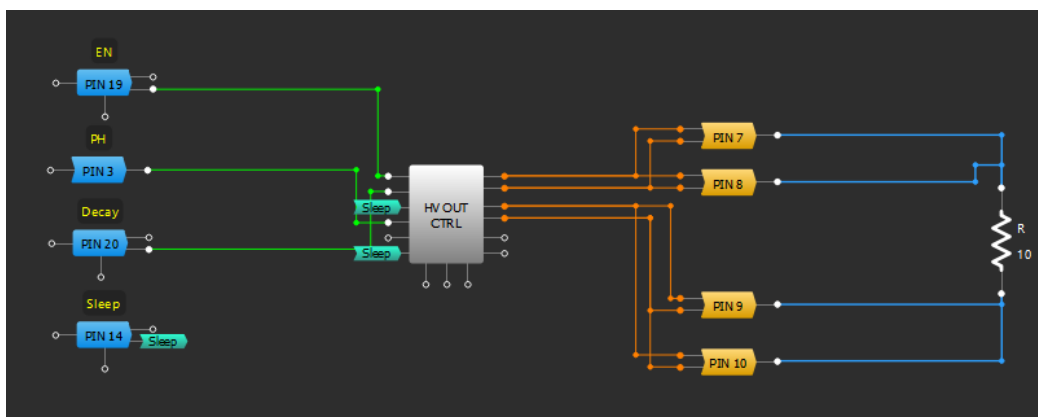 EN
PIN 19
PH
PIN 3
Decay
PIN 20
Sleep
PIN 14
Sleep
Sleep
Sleep
HV OUT
CTRL
PIN 7
PIN 8
PIN 9
PIN 10
R
10